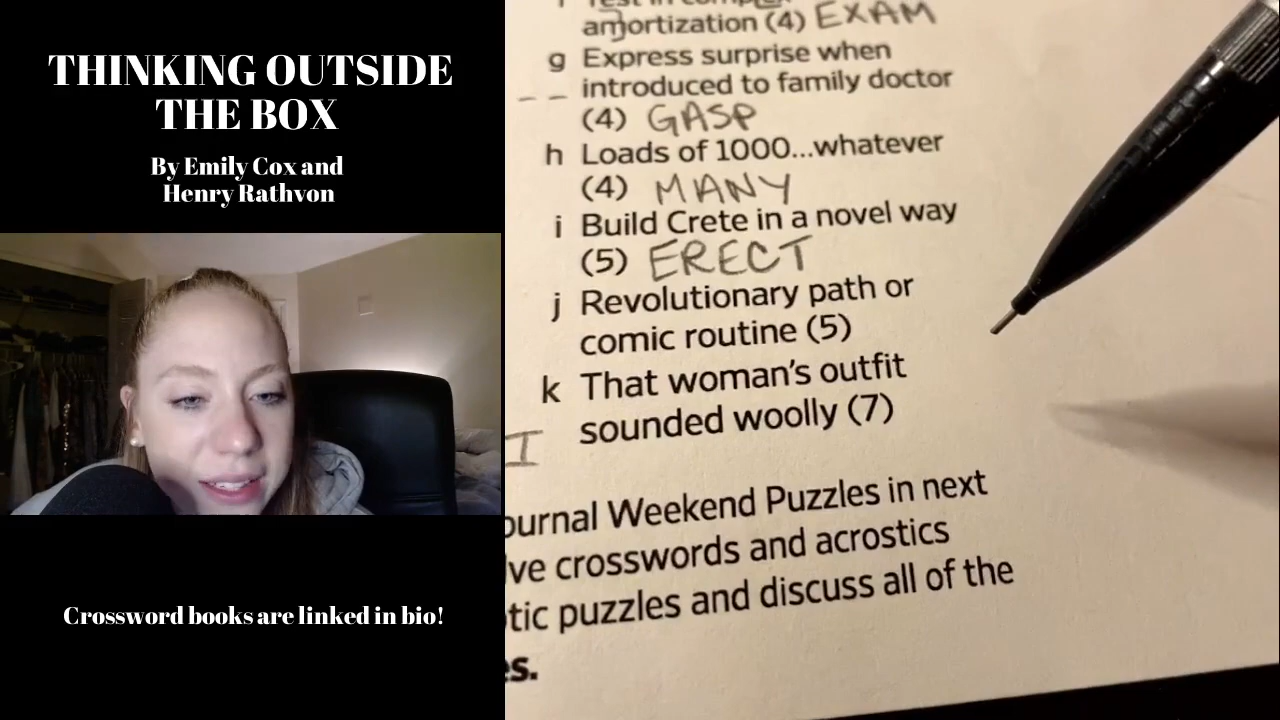 THINKING OUTSIDE
THE BOX
By Emily Cox and
Henry Rathvon
Crossword books are linked in bio!
f Test in complex
amortization (4) EXAM
g Express surprise when
introduced to family doctor
(4) GASP
h Loads of 1000...whatever
(4) MANY
i Build Crete in a novel way
(5) ERECT
j Revolutionary path or
comic routine (5)
k That woman's outfit
sounded woolly (7)
I
ournal Weekend Puzzles in next
ve crosswords and acrostics
tic puzzles and discuss all of the
es.